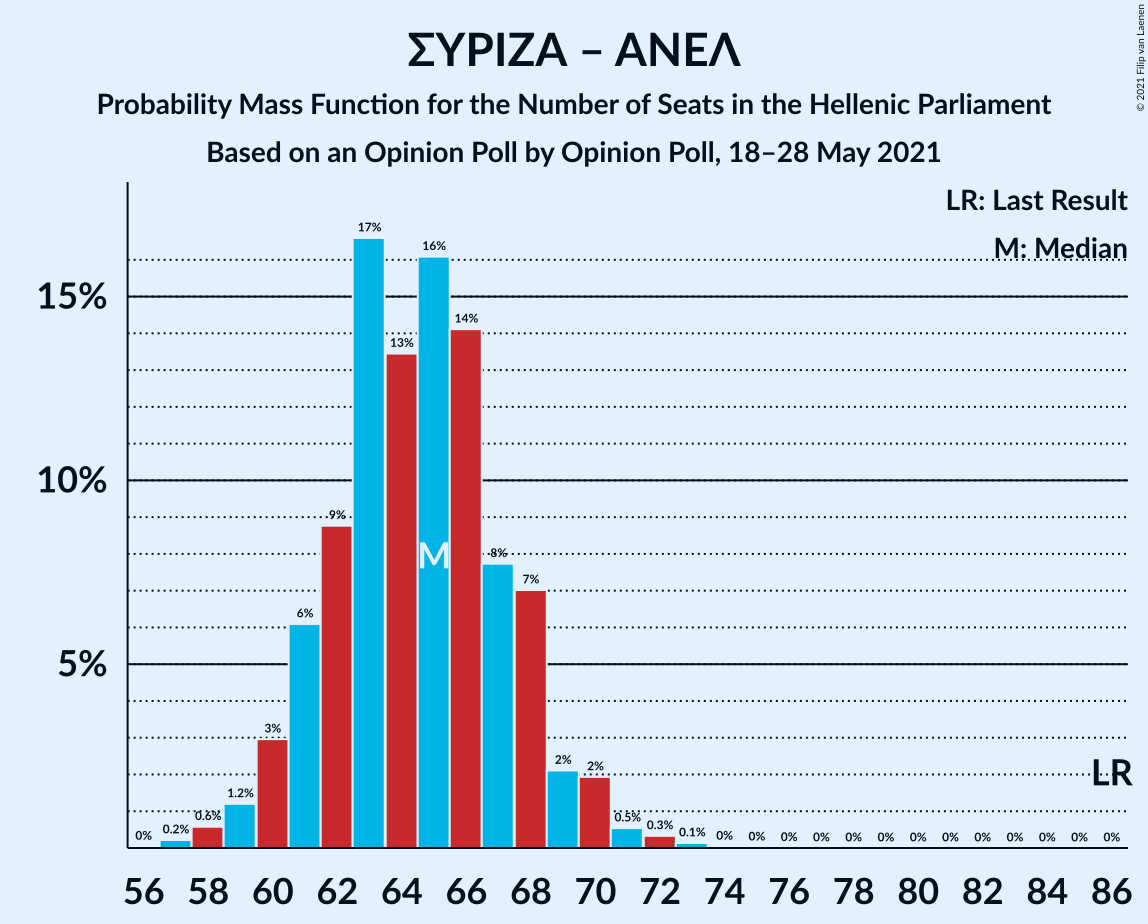 ΣΥΡΙΖΑ – ΑΝΕΛ
Probability Mass Function for the Number of Seats in the Hellenic Parliament
Based on an Opinion Poll by Opinion Poll, 18–28 May 2021
© 2021 Filip van Laenen
LR: Last Result
M: Median
15%
10%
5%
0% 0.2% 0.6% 1.2% 3% 6% 9% 17% 13% 16% 14% 8% 7% 2% 2% 0.5% 0.3% 0.1% 0% 0% 0% 0% 0% 0% 0% 0% 0% 0% 0% 0% 0%
M
LR
56 58 60 62 64 66 68 70 72 74 76 78 80 82 84 86